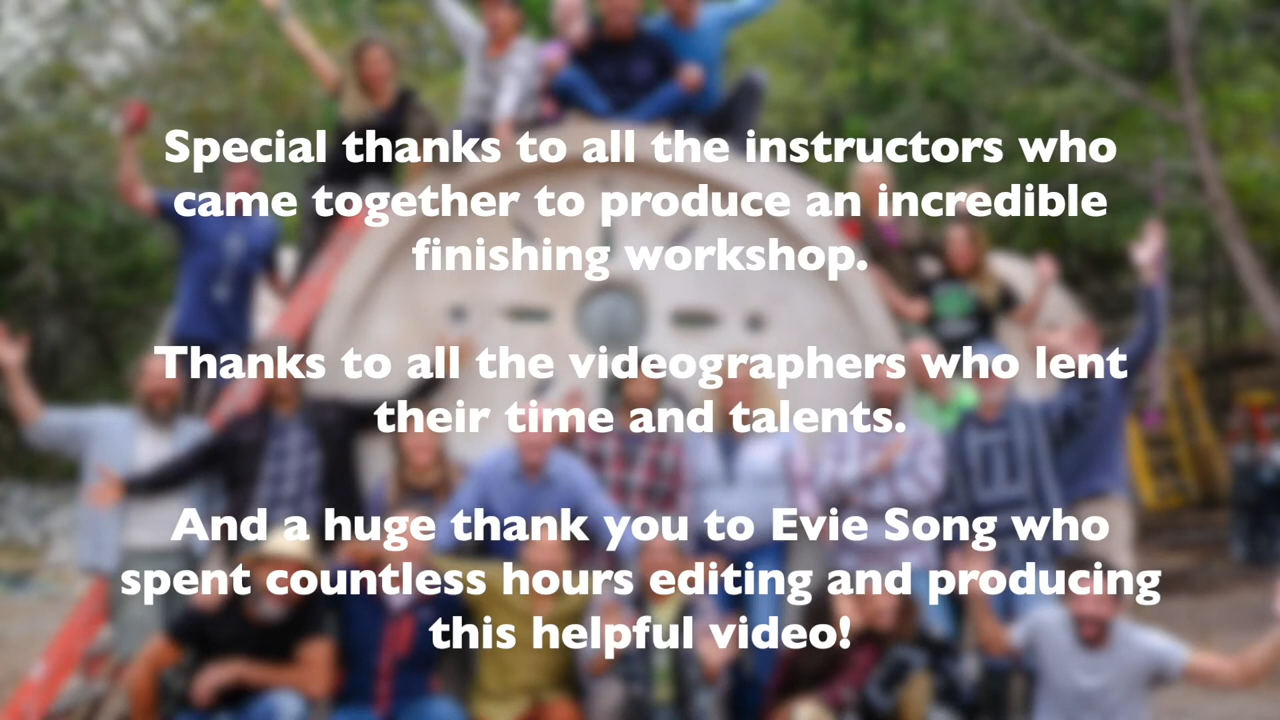 Special thanks to all the instructors who
came together to produce an incredible
finishing workshop.
Thanks to all the videographers who lent
their time and talents.
And a huge thank you to Evie Song who
spent countless hours editing and producing
this helpful video!